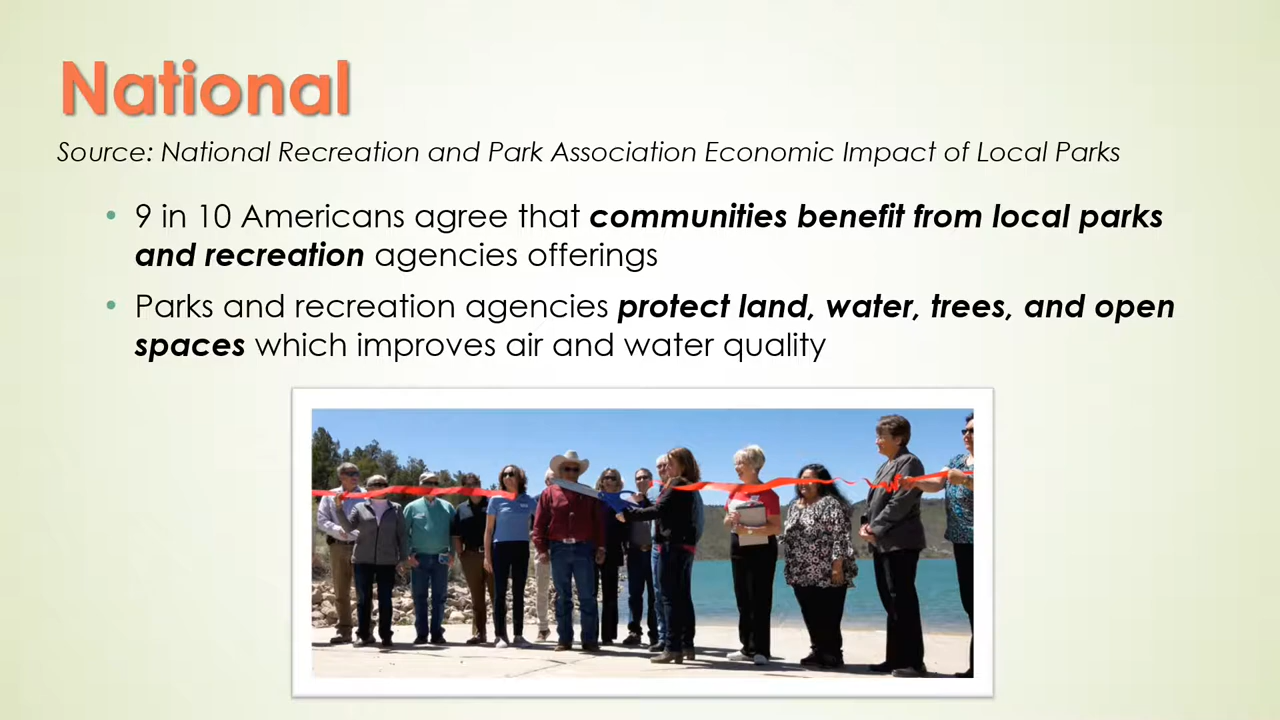 National
Source: National Recreation and Park Association Economic Impact of Local Parks
• 9 in 10 Americans agree that communities benefit from local parks
and recreation agencies offerings
• Parks and recreation agencies protect land, water, trees, and open
spaces which improves air and water quality